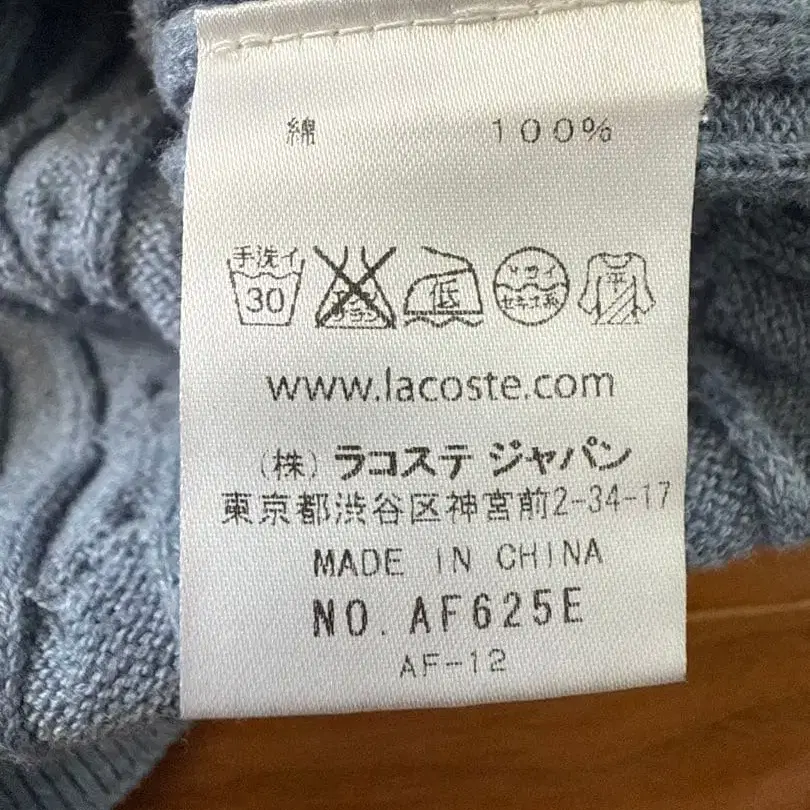 綿 100%
手洗イ 30 低 ドライ セキユ系 平
www.lacoste.com
(株) ラコステ ジャパン
東京都渋谷区神宮前2-34-17
MADE IN CHINA
NO. AF625E
AF-12